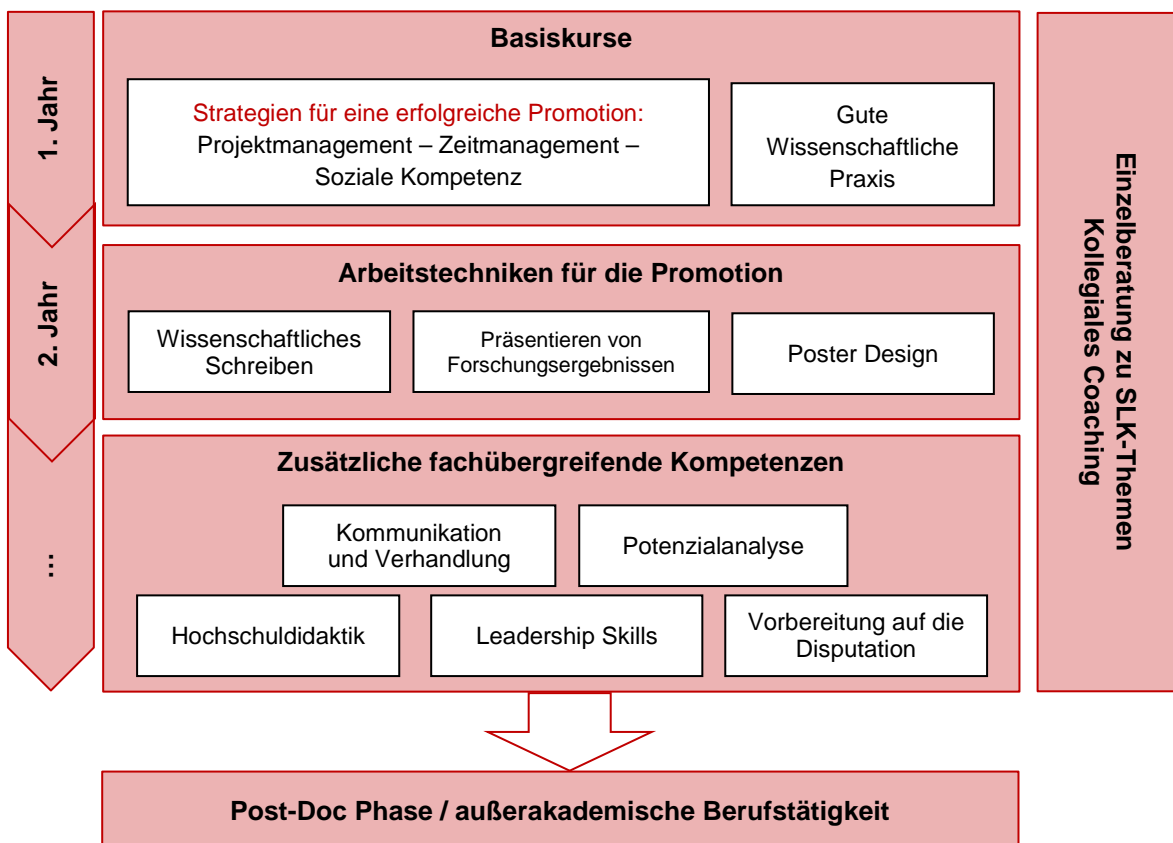 1. Jahr
Basiskurse
Strategien für eine erfolgreiche Promotion:
Projektmanagement – Zeitmanagement –
Soziale Kompetenz
Gute
Wissenschaftliche
Praxis
2. Jahr
Arbeitstechniken für die Promotion
Wissenschaftliches
Schreiben
Präsentieren von
Forschungsergebnissen
Poster Design
...
Zusätzliche fachübergreifende Kompetenzen
Kommunikation
und Verhandlung
Potenzialanalyse
Hochschuldidaktik
Leadership Skills
Vorbereitung auf die
Disputation
Einzelberatung zu SLK-Themen
Kollegiales Coaching
Post-Doc Phase / außerakademische Berufstätigkeit